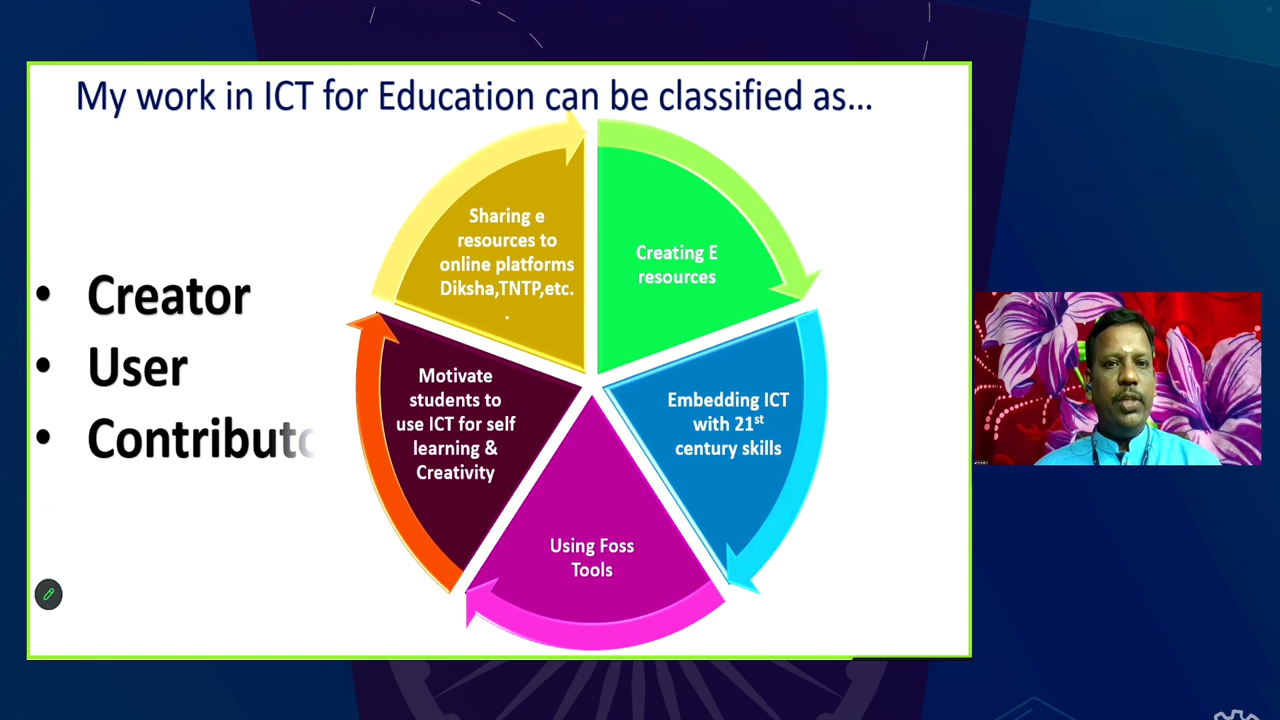 My work in ICT for Education can be classified as...
• Creator
• User
• Contributo
Sharing e
resources to
online platforms
Diksha,TNTP,etc.
.
Creating E
resources
Embedding ICT
with 21st
century skills
Using Foss
Tools
Motivate
students to
use ICT for self
learning &
Creativity